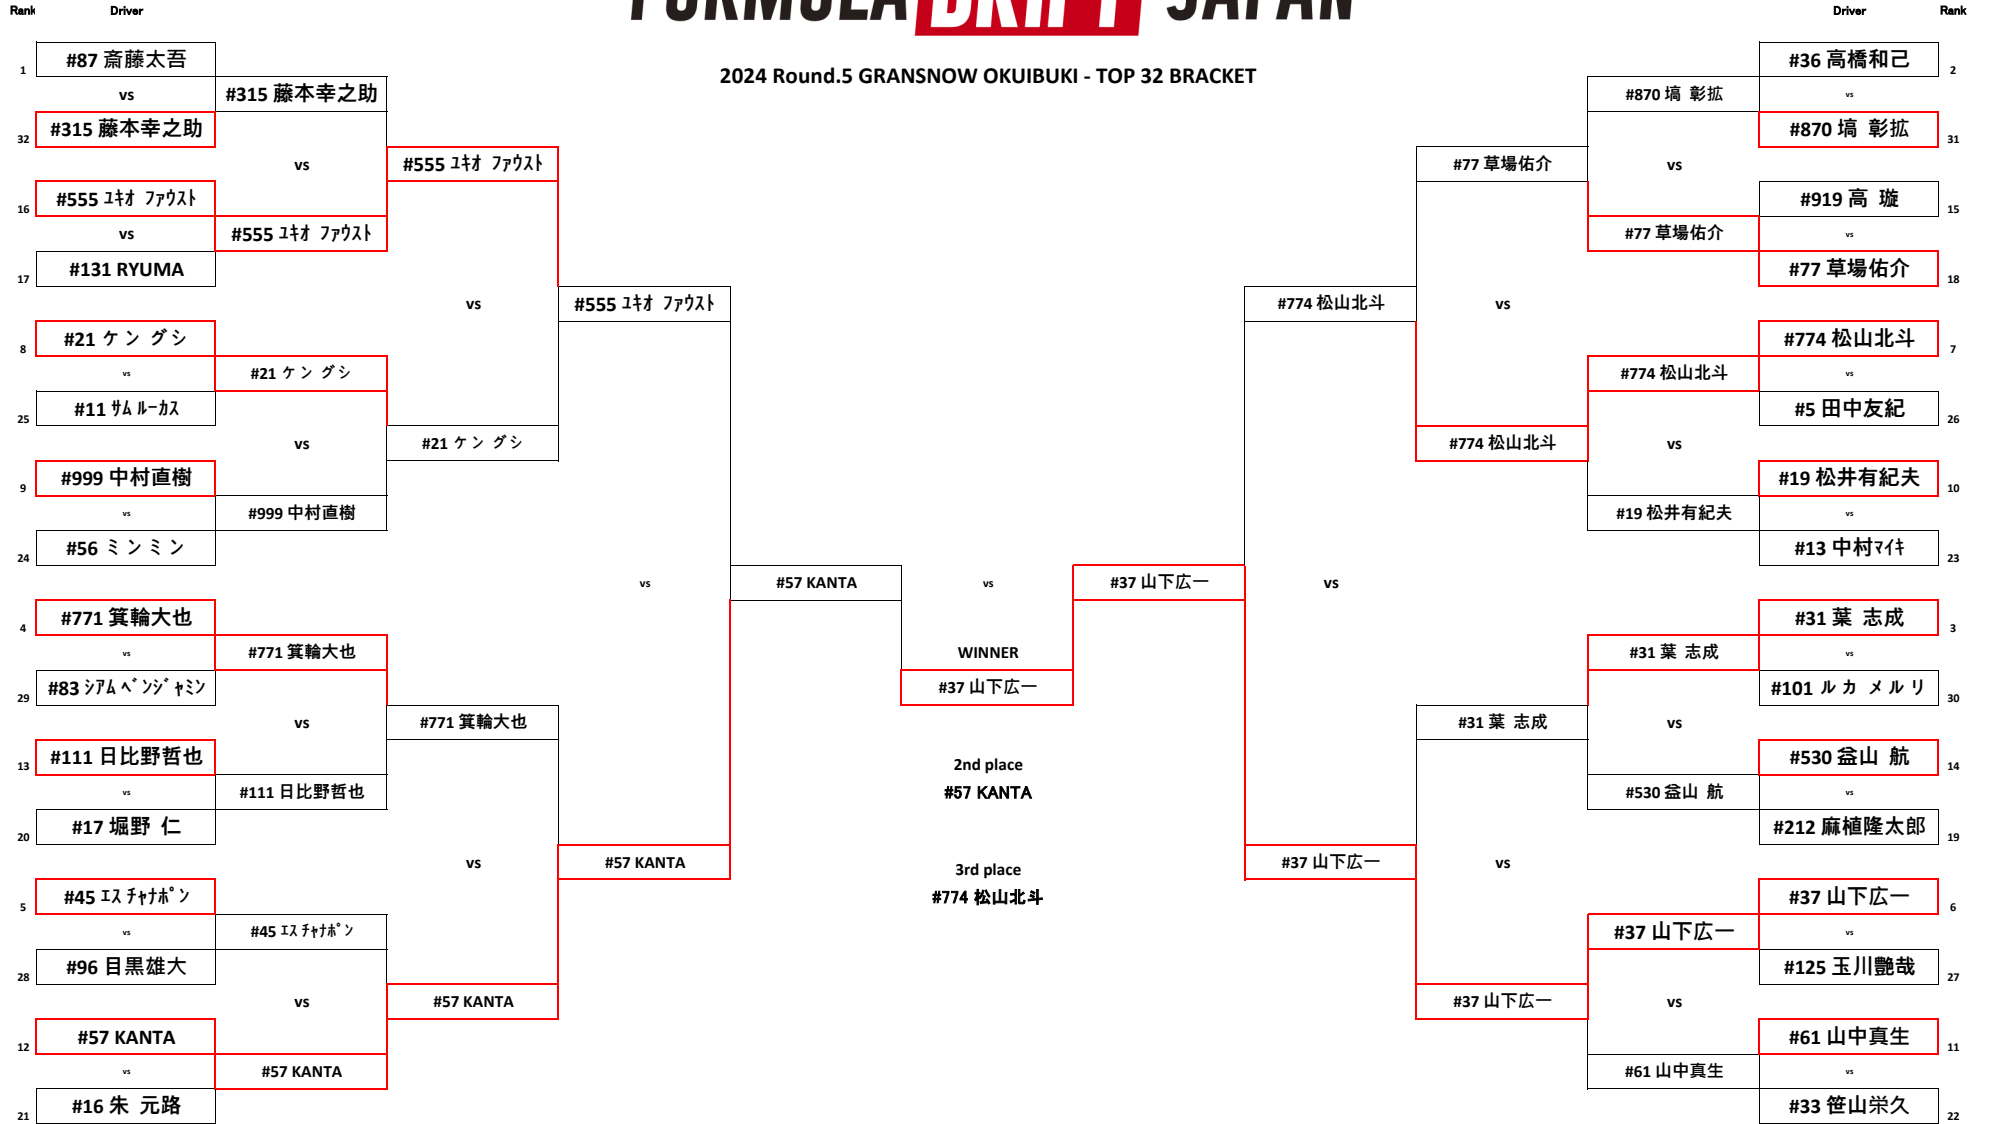 FORMULA DRIFT JAPAN
Rank Driver
Driver Rank
2024 Round.5 GRANSNOW OKUIBUKI - TOP 32 BRACKET
1 #87 斎藤太吾
vs
32 #315 藤本幸之助
16 #555 ﾕｷｵ ﾌｧｳｽﾄ
vs
17 #131 RYUMA
8 #21 ケン グシ
vs
25 #11 ｻﾑ ﾙｰｶｽ
9 #999 中村直樹
vs
24 #56 ミンミン
4 #771 箕輪大也
vs
29 #83 ｼｱﾑ ﾍﾞﾝｼﾞｬﾐﾝ
13 #111 日比野哲也
vs
20 #17 堀野 仁
5 #45 ｴｽ ﾁｬﾅﾎﾟﾝ
vs
28 #96 目黒雄大
12 #57 KANTA
vs
21 #16 朱 元路
#315 藤本幸之助
vs
#555 ﾕｷｵ ﾌｧｳｽﾄ
#21 ケン グシ
vs
#999 中村直樹
#771 箕輪大也
vs
#111 日比野哲也
#45 ｴｽ ﾁｬﾅﾎﾟﾝ
vs
#57 KANTA
#555 ﾕｷｵ ﾌｧｳｽﾄ
vs
#21 ケン グシ
#771 箕輪大也
vs
#57 KANTA
#555 ﾕｷｵ ﾌｧｳｽﾄ
vs
#57 KANTA
#57 KANTA
vs
#37 山下広一
WINNER
#37 山下広一
2nd place
#57 KANTA
3rd place
#774 松山北斗
#774 松山北斗
vs
#37 山下広一
#77 草場佑介
vs
#774 松山北斗
#31 葉 志成
vs
#37 山下広一
#870 塙 彰拡
vs
#77 草場佑介
#774 松山北斗
vs
#19 松井有紀夫
#31 葉 志成
vs
#530 益山 航
#37 山下広一
vs
#61 山中真生
#36 高橋和己 2
vs
#870 塙 彰拡 31
#919 高 璇 15
vs
#77 草場佑介 18
#774 松山北斗 7
vs
#5 田中友紀 26
#19 松井有紀夫 10
vs
#13 中村ﾏｲｷ 23
#31 葉 志成 3
vs
#101 ルカ メルリ 30
#530 益山 航 14
vs
#212 麻植隆太郎 19
#37 山下広一 6
vs
#125 玉川艶哉 27
#61 山中真生 11
vs
#33 笹山栄久 22